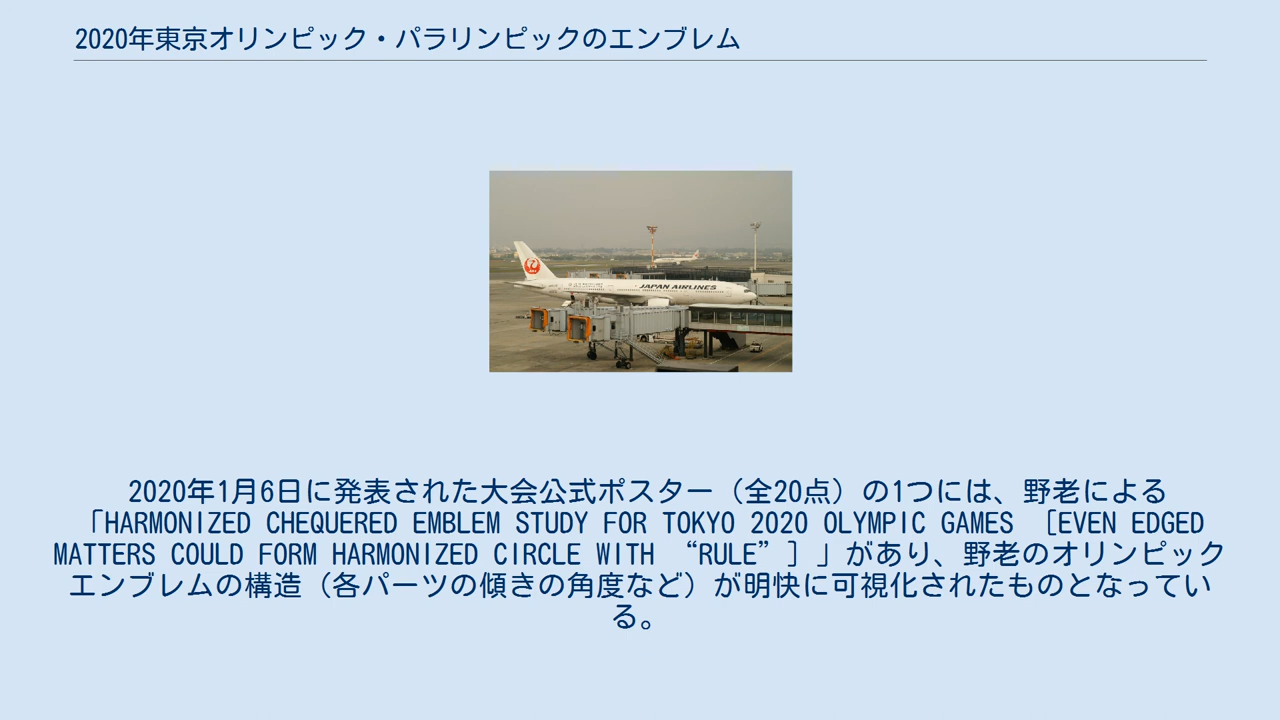 2020年東京オリンピック・パラリンピックのエンブレム
JAPAN AIRLINES
2020年1月6日に発表された大会公式ポスター（全20点）の1つには、野老による
「HARMONIZED CHEQUERED EMBLEM STUDY FOR TOKYO 2020 OLYMPIC GAMES ［EVEN EDGED
MATTERS COULD FORM HARMONIZED CIRCLE WITH “RULE”］」があり、野老のオリンピック
エンブレムの構造（各パーツの傾きの角度など）が明快に可視化されたものとなってい
る。